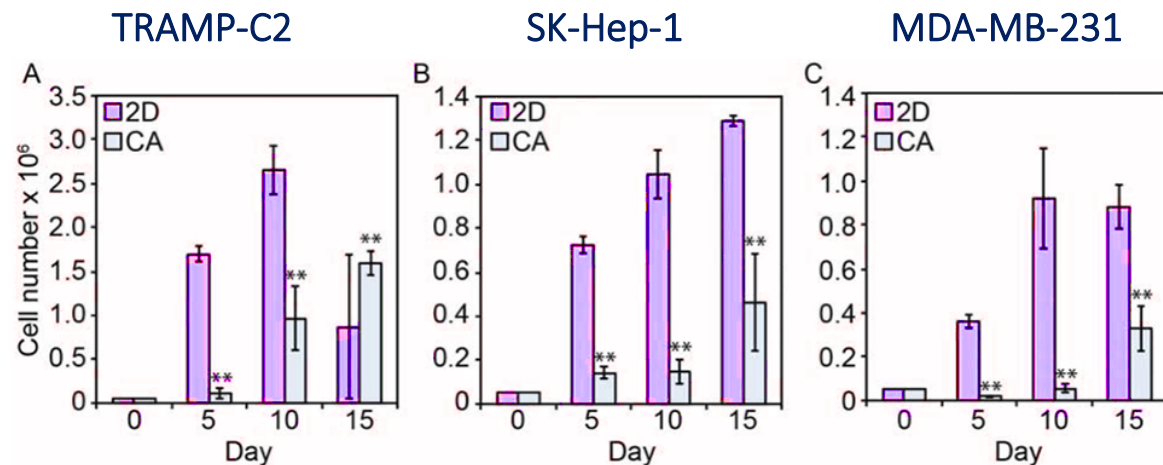 TRAMP-C2
SK-Hep-1
MDA-MB-231
A
3.5
3.0
2.5
2.0
1.5
1.0
0.5
0
Cell number x 10⁶
2D
CA
**
**
**
0 5 10 15
Day
B
1.4
1.2
1.0
0.8
0.6
0.4
0.2
0
2D
CA
**
**
**
0 5 10 15
Day
C
1.4
1.2
1.0
0.8
0.6
0.4
0.2
0
2D
CA
**
**
**
0 5 10 15
Day